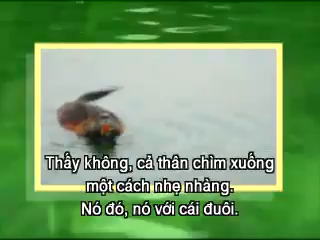 Thấy không, cả thân chìm xuống
một cách nhẹ nhàng.
Nó đó, nó với cái đuôi.